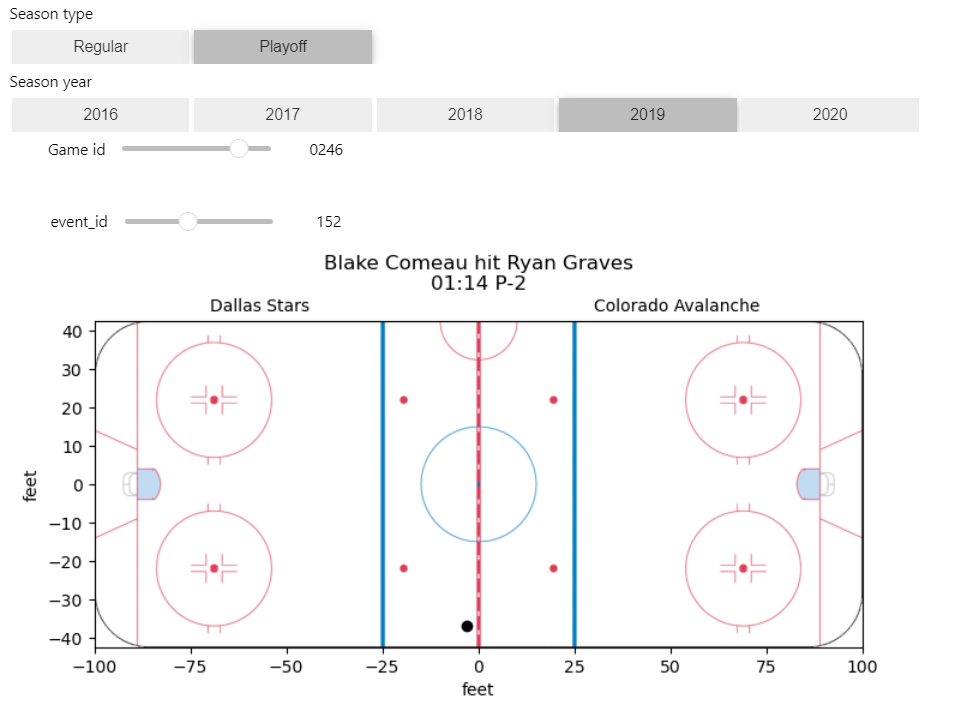 Season type
Regular Playoff
Season year
2016 2017 2018 2019 2020
Game id 0246
event_id 152
Blake Comeau hit Ryan Graves
01:14 P-2
Dallas Stars Colorado Avalanche
40
30
20
10
0
−10
−20
−30
−40
feet
−100 −75 −50 −25 0 25 50 75 100
feet